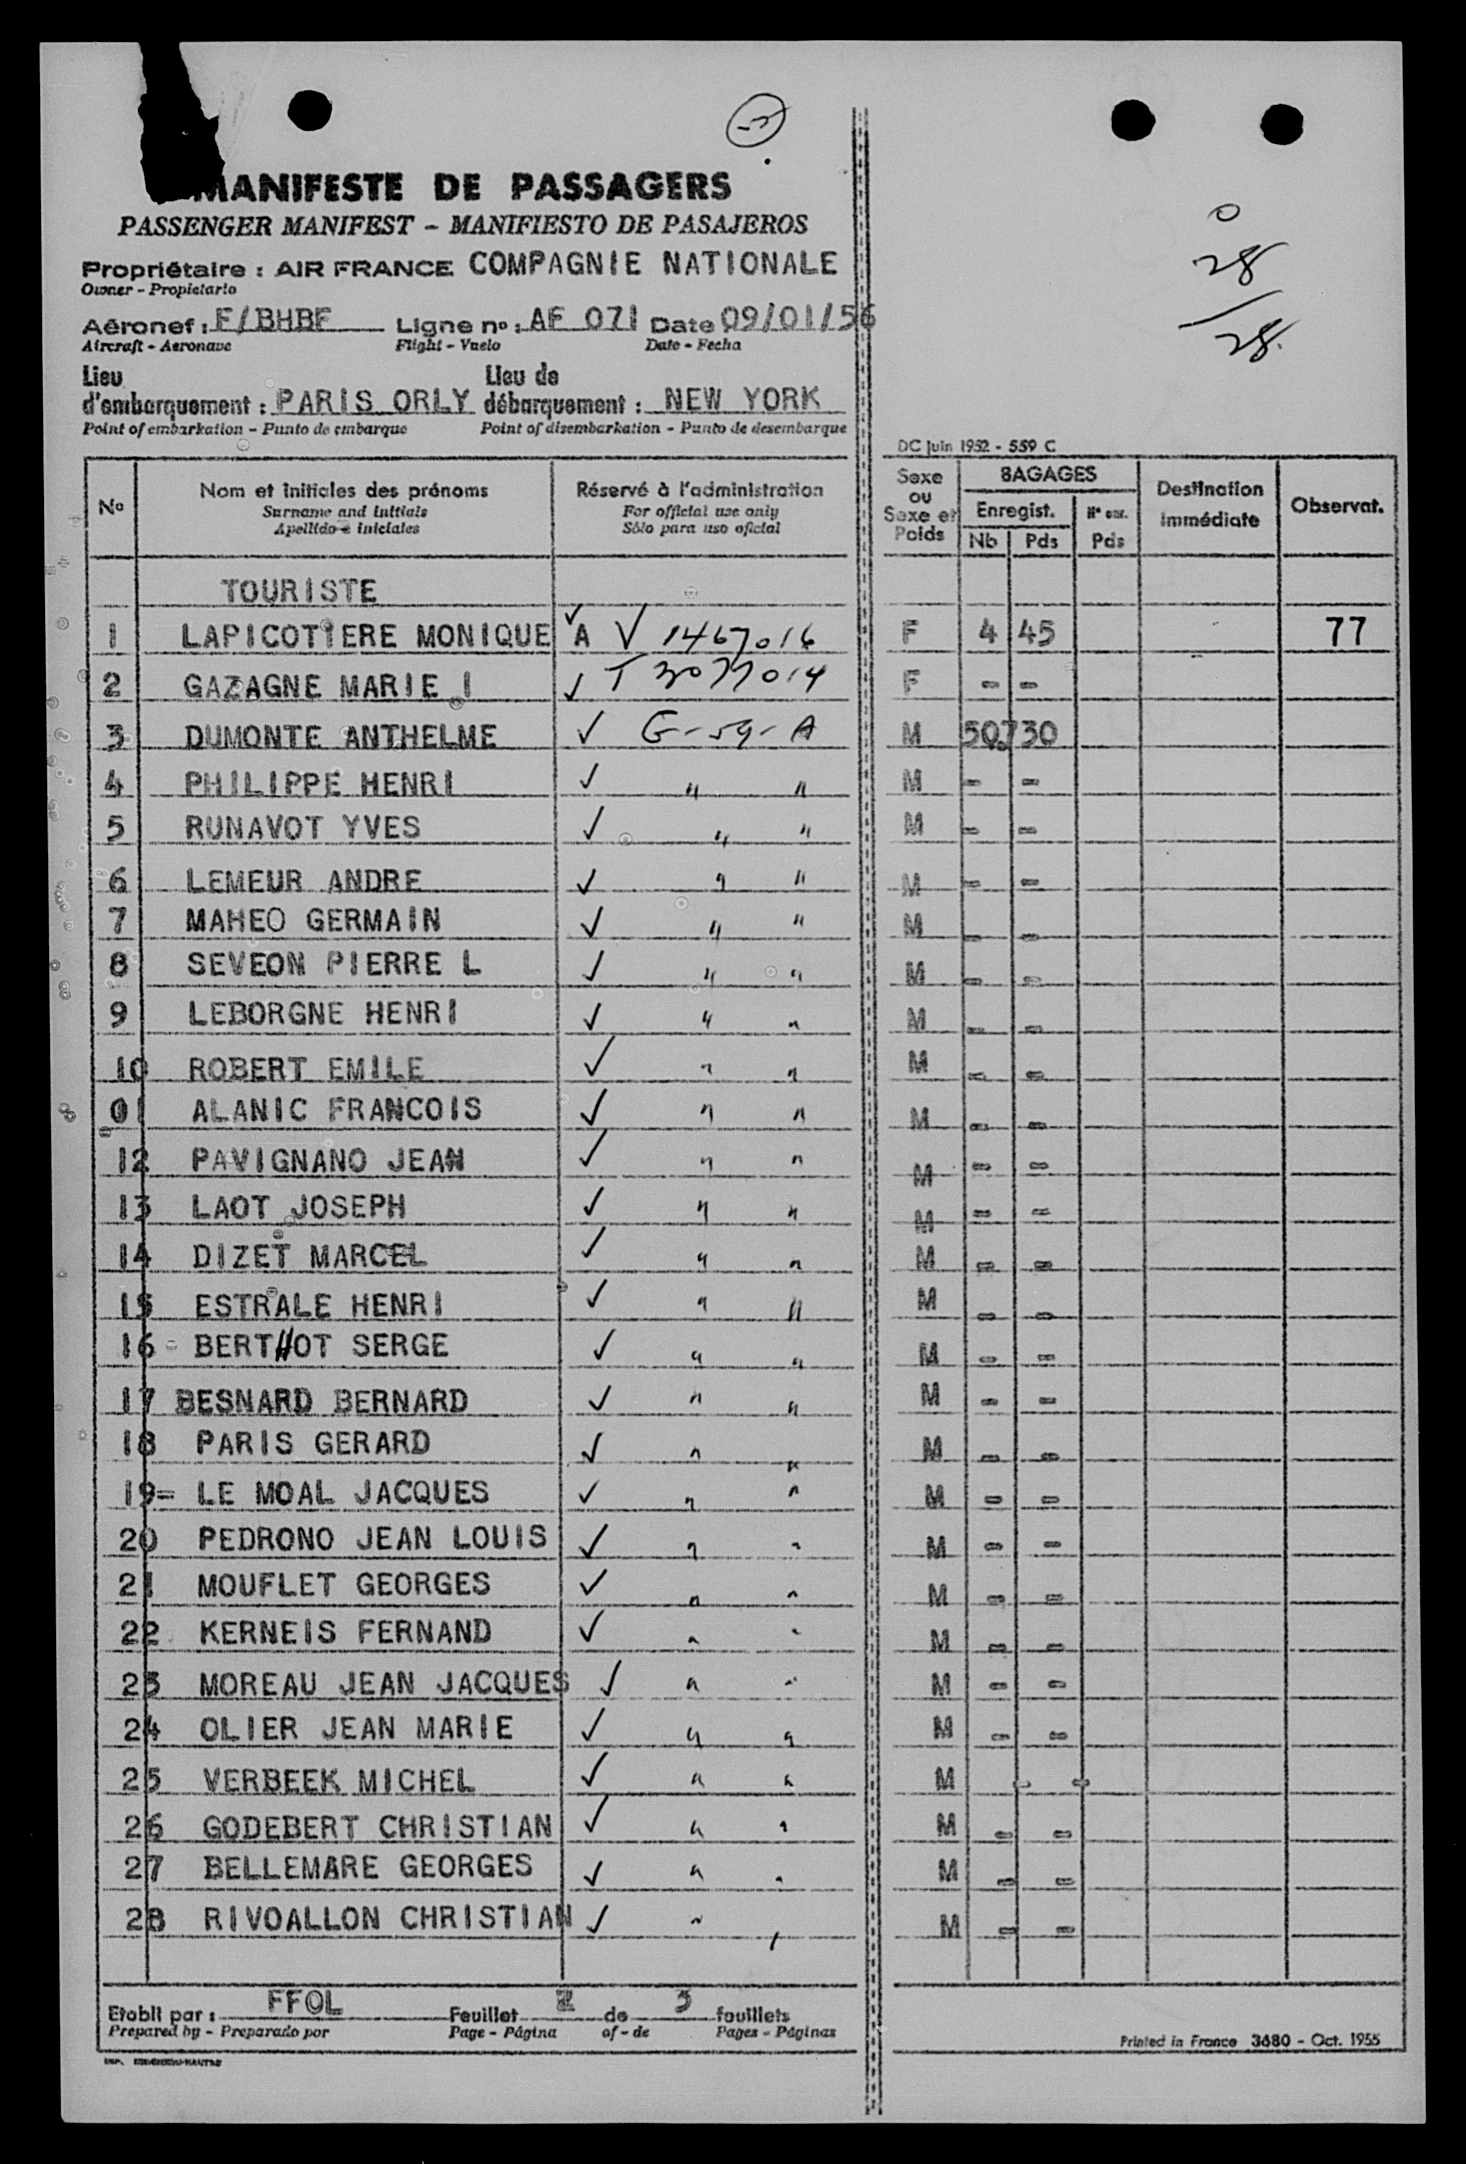 MANIFESTE DE PASSAGERS
PASSENGER MANIFEST - MANIFIESTO DE PASAJEROS
Propriétaire : AIR FRANCE COMPAGNIE NATIONALE
Owner - Propietario
Aéronef : F/BHBF Ligne no : AF 071 Date 09/01/56
Aircraft - Aeronave Flight - Vuelo Date - Fecha
Lieu d'embarquement : PARIS ORLY Lieu de débarquement : NEW YORK
Point of embarkation - Punto de embarque Point of disembarkation - Punto de desembarque
0
28
28.
DC Juin 1952 - 559 C
No Nom et initiales des prénoms Réservé à l'administration Sexe ou Sexe et Poids BAGAGES Destination immédiate Observat.
Surname and initials For official use only Enregist.
Apellido e iniciales Sólo para uso oficial Nb Pds Pds
TOURISTE
1 LAPICOTIERE MONIQUE ✓A V 1467016 F 4 45 77
2 GAZAGNE MARIE I ✓ T 3077014 F - -
3 DUMONTE ANTHELME ✓ G-59-A M 50 730
4 PHILIPPE HENRI ✓ " " M - -
5 RUNAVOT YVES ✓ " " M - -
6 LEMEUR ANDRE ✓ " " M - -
7 MAHEO GERMAIN ✓ " " M - -
8 SEVEON PIERRE L ✓ " " M - -
9 LEBORGNE HENRI ✓ " " M - -
10 ROBERT EMILE ✓ " " M - -
01 ALANIC FRANCOIS ✓ " " M - -
12 PAVIGNANO JEAN ✓ " " M - -
13 LAOT JOSEPH ✓ " " M - -
14 DIZET MARCEL ✓ " " M - -
15 ESTRALE HENRI ✓ " " M - -
16 - BERTHOT SERGE ✓ " " M - -
17 BESNARD BERNARD ✓ " " M - -
18 PARIS GERARD ✓ " " M - -
19= LE MOAL JACQUES ✓ " " M - -
20 PEDRONO JEAN LOUIS ✓ " " M - -
21 MOUFLET GEORGES ✓ " " M - -
22 KERNEIS FERNAND ✓ " " M - -
23 MOREAU JEAN JACQUES ✓ " " M - -
24 OLIER JEAN MARIE ✓ " " M - -
25 VERBEEK MICHEL ✓ " " M - -
26 GODEBERT CHRISTIAN ✓ " " M - -
27 BELLEMARE GEORGES ✓ " " M - -
28 RIVOALLON CHRISTIAN ✓ " " M - -
Etabli par : FFOL Feuillet 2 de 3 feuillets
Prepared by - Preparado por Page - Página of - de Pages - Páginas
Printed in France 3680 - Oct. 1955